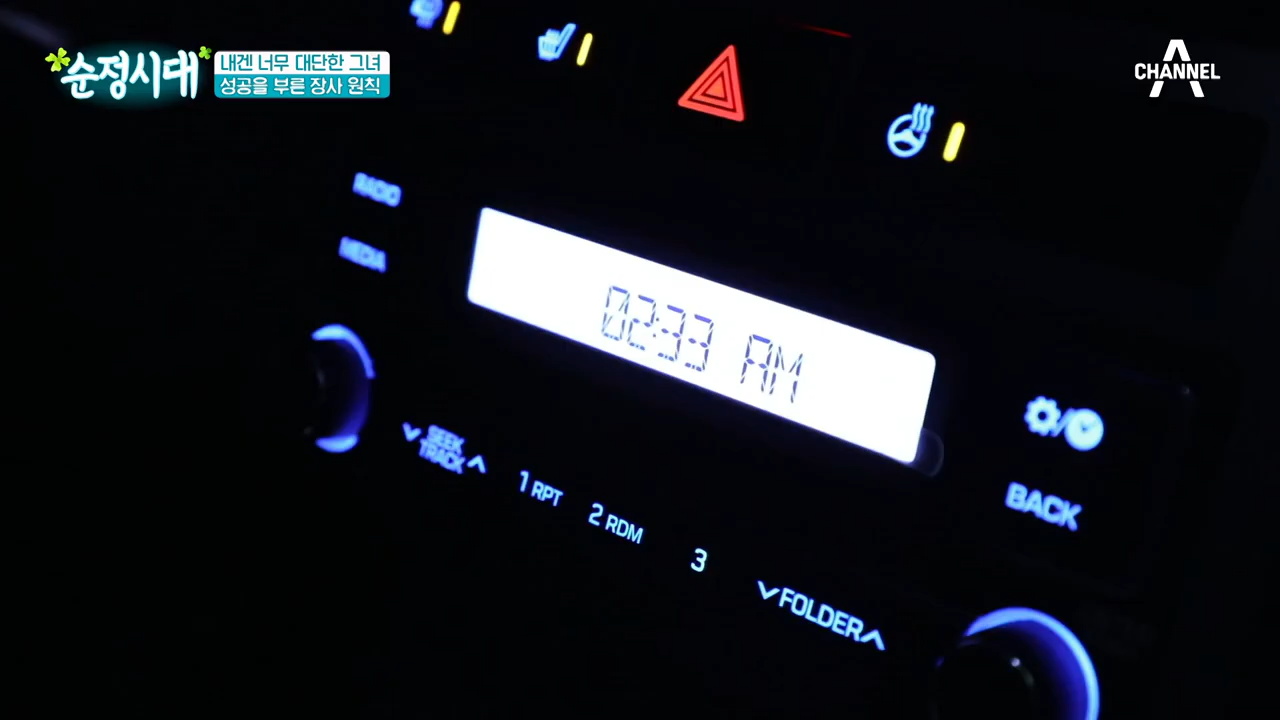 순정시대
내겐 너무 대단한 그녀
성공을 부른 장사 원칙
CHANNEL A
RADIO
MEDIA
02:33 AM
SEEK
TRACK
1 RPT
2 RDM
3
FOLDER
BACK